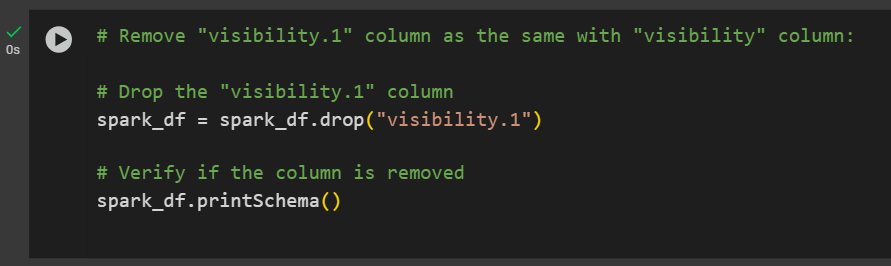 # Remove "visibility.1" column as the same with "visibility" column:
0s
# Drop the "visibility.1" column
spark_df = spark_df.drop("visibility.1")
# Verify if the column is removed
spark_df.printSchema()